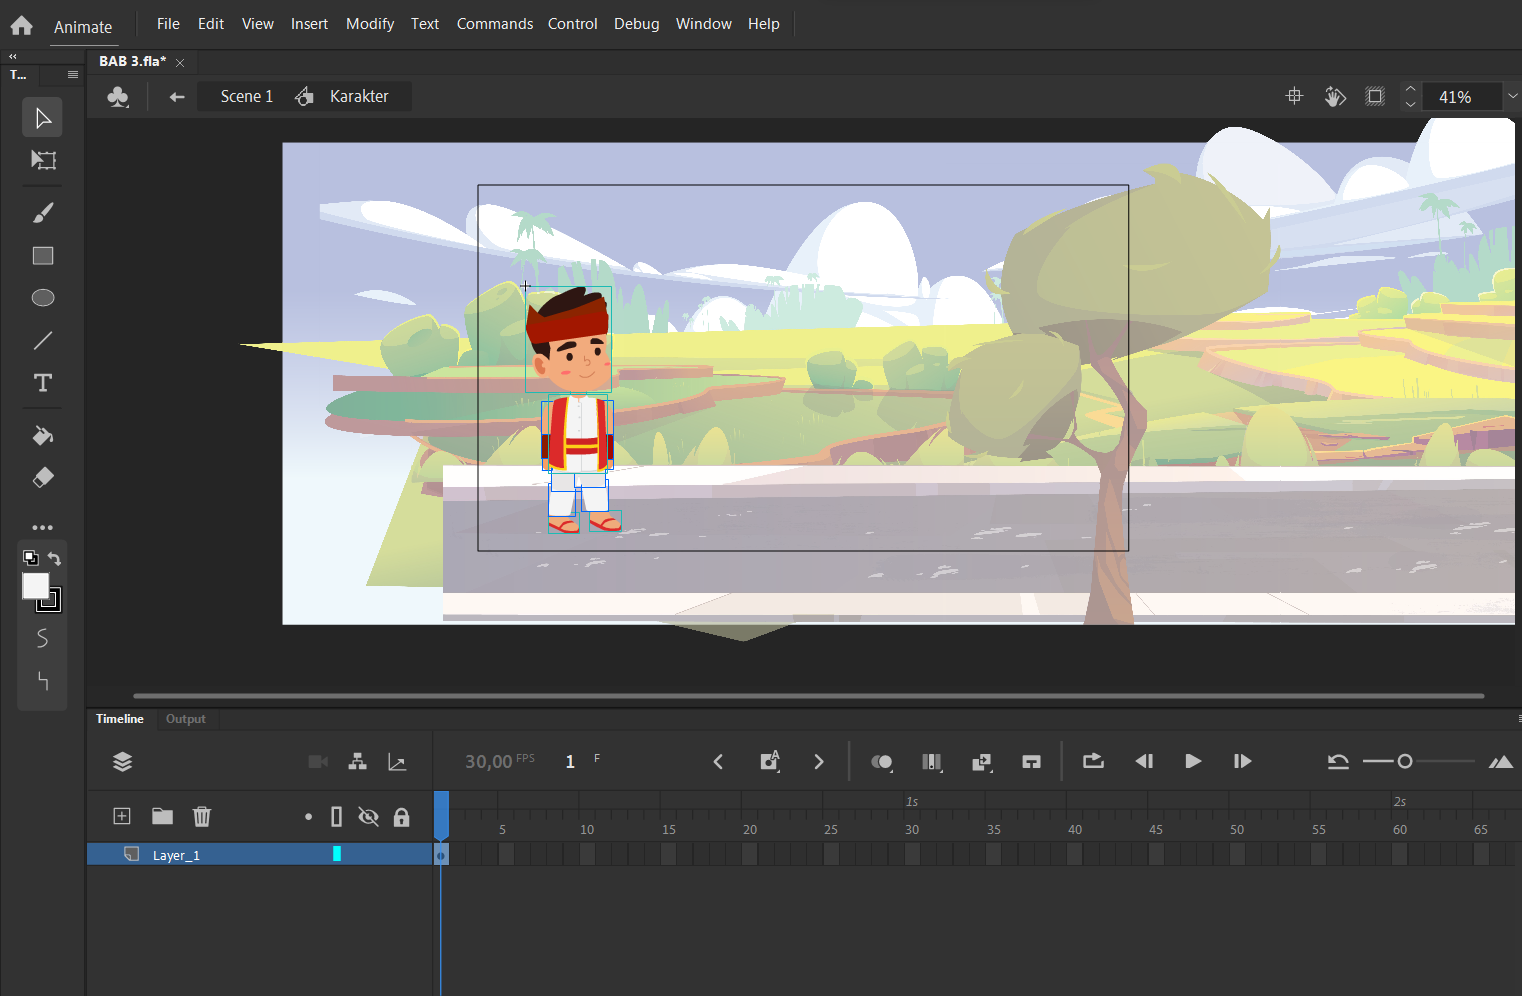 Animate File Edit View Insert Modify Text Commands Control Debug Window Help
T... BAB 3.fla*
Scene 1 Karakter 41%
T
Timeline Output
30,00 FPS 1 F A
1s 2s
5 10 15 20 25 30 35 40 45 50 55 60 65
Layer_1